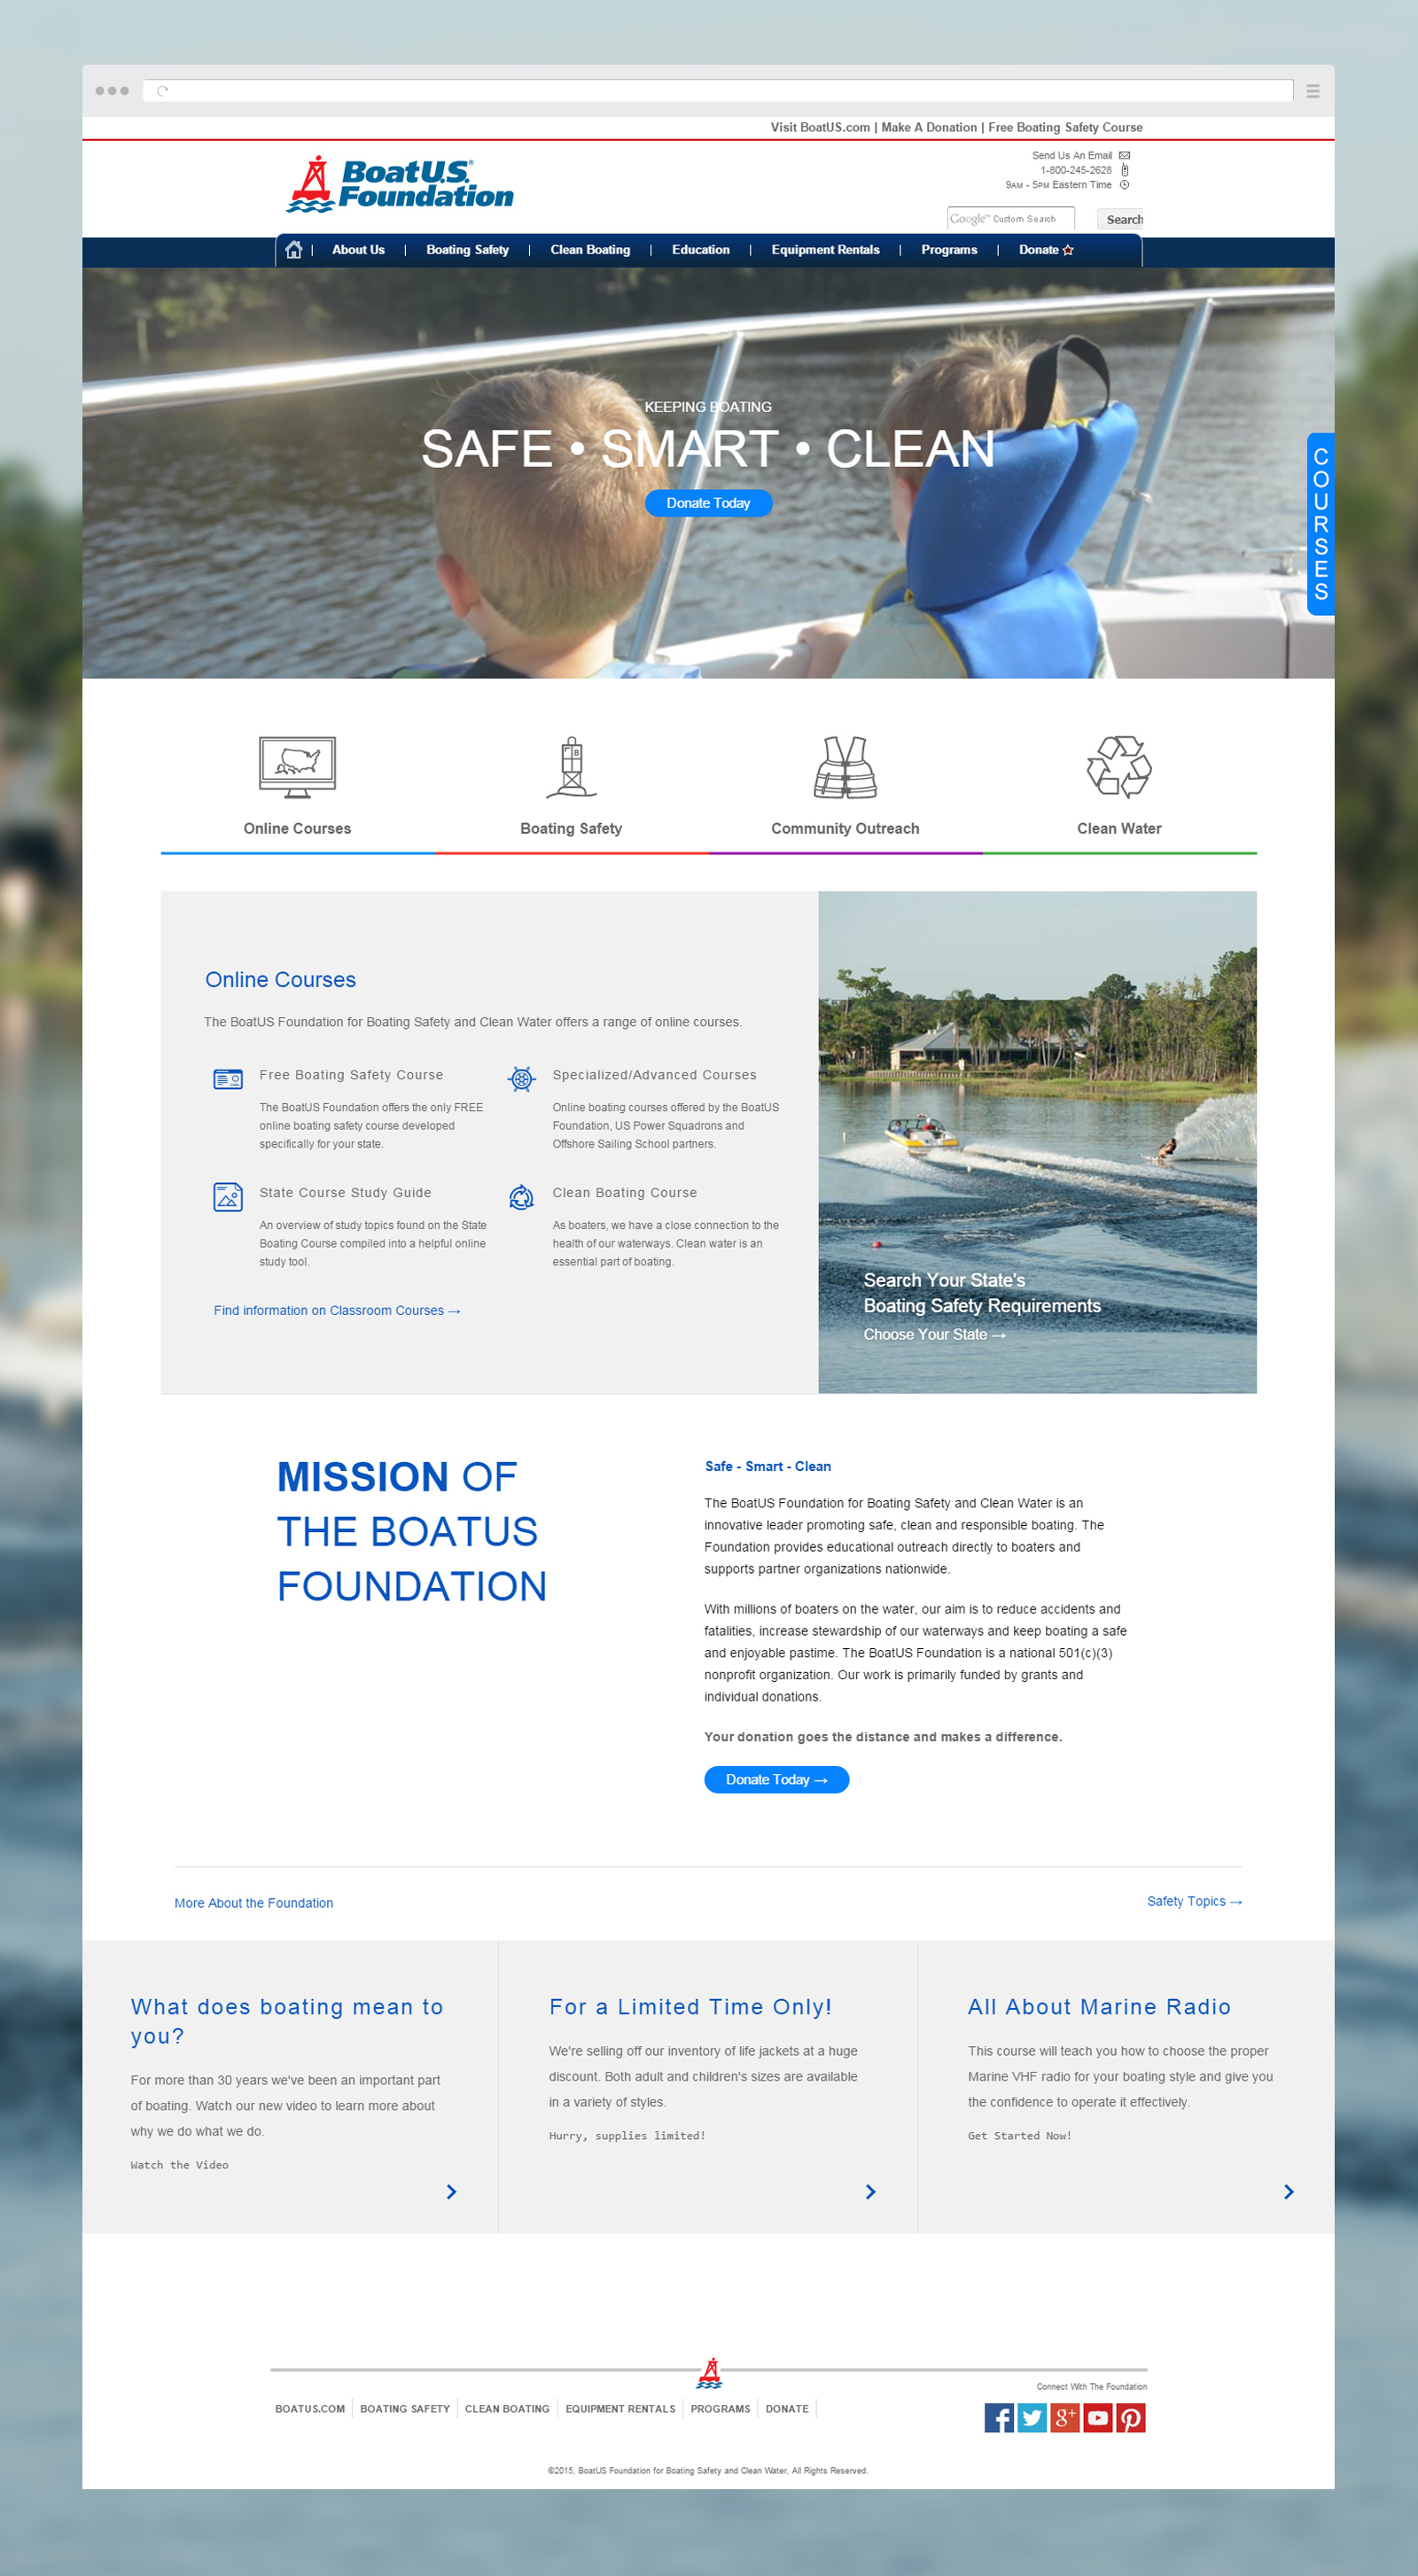 Visit BoatUS.com | Make A Donation | Free Boating Safety Course
BoatU.S.®
Foundation
Send Us An Email
1-800-245-2628
9AM - 5PM Eastern Time
Google™ Custom Search
Search
About Us | Boating Safety | Clean Boating | Education | Equipment Rentals | Programs | Donate
KEEPING BOATING
SAFE • SMART • CLEAN
Donate Today
COURSES
8
Online Courses
Boating Safety
Community Outreach
Clean Water
Online Courses
The BoatUS Foundation for Boating Safety and Clean Water offers a range of online courses.
Free Boating Safety Course
The BoatUS Foundation offers the only FREE
online boating safety course developed
specifically for your state.
Specialized/Advanced Courses
Online boating courses offered by the BoatUS
Foundation, US Power Squadrons and
Offshore Sailing School partners.
State Course Study Guide
An overview of study topics found on the State
Boating Course compiled into a helpful online
study tool.
Clean Boating Course
As boaters, we have a close connection to the
health of our waterways. Clean water is an
essential part of boating.
Find information on Classroom Courses →
Search Your State's
Boating Safety Requirements
Choose Your State →
MISSION OF
THE BOATUS
FOUNDATION
Safe - Smart - Clean
The BoatUS Foundation for Boating Safety and Clean Water is an
innovative leader promoting safe, clean and responsible boating. The
Foundation provides educational outreach directly to boaters and
supports partner organizations nationwide.
With millions of boaters on the water, our aim is to reduce accidents and
fatalities, increase stewardship of our waterways and keep boating a safe
and enjoyable pastime. The BoatUS Foundation is a national 501(c)(3)
nonprofit organization. Our work is primarily funded by grants and
individual donations.
Your donation goes the distance and makes a difference.
Donate Today →
More About the Foundation
Safety Topics →
What does boating mean to
you?
For more than 30 years we've been an important part
of boating. Watch our new video to learn more about
why we do what we do.
Watch the Video
For a Limited Time Only!
We're selling off our inventory of life jackets at a huge
discount. Both adult and children's sizes are available
in a variety of styles.
Hurry, supplies limited!
All About Marine Radio
This course will teach you how to choose the proper
Marine VHF radio for your boating style and give you
the confidence to operate it effectively.
Get Started Now!
Connect With The Foundation
BOATUS.COM | BOATING SAFETY | CLEAN BOATING | EQUIPMENT RENTALS | PROGRAMS | DONATE |
©2015, BoatUS Foundation for Boating Safety and Clean Water, All Rights Reserved.